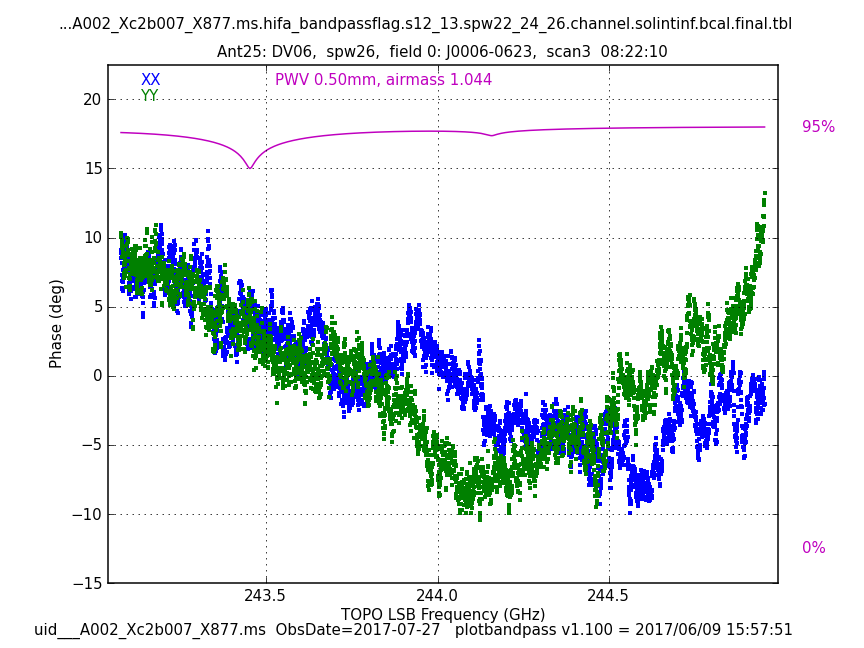 ...A002_Xc2b007_X877.ms.hifa_bandpassflag.s12_13.spw22_24_26.channel.solintinf.bcal.final.tbl
Ant25: DV06,  spw26,  field 0: J0006-0623,  scan3  08:22:10
XX
PWV 0.50mm, airmass 1.044
YY
20
95%
15
10
5
Phase (deg)
0
−5
−10
0%
−15
243.5
244.0
244.5
TOPO LSB Frequency (GHz)
uid___A002_Xc2b007_X877.ms  ObsDate=2017-07-27   plotbandpass v1.100 = 2017/06/09 15:57:51